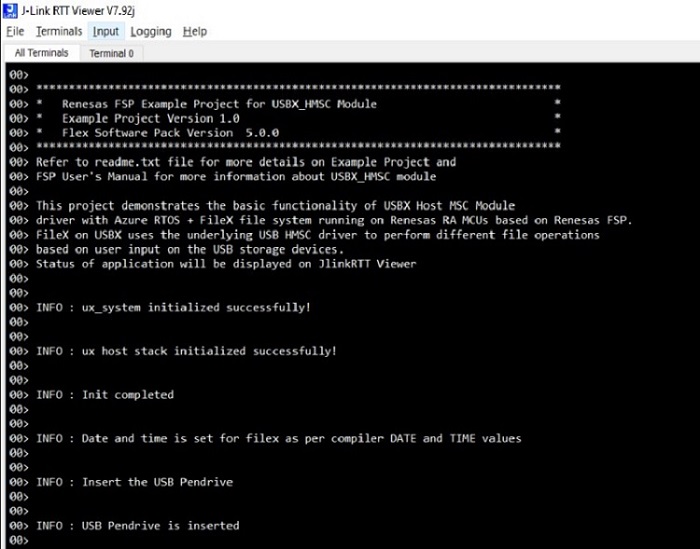 J-Link RTT Viewer V7.92j
File Terminals Input Logging Help
All Terminals Terminal 0
00>
00> *******************************************************************************
00> *   Renesas FSP Example Project for USBX_HMSC Module                          *
00> *   Example Project Version 1.0                                               *
00> *   Flex Software Pack Version  5.0.0                                         *
00> *******************************************************************************
00> Refer to readme.txt file for more details on Example Project and
00> FSP User's Manual for more information about USBX_HMSC module
00>
00> This project demonstrates the basic functionality of USBX Host MSC Module
00> driver with Azure RTOS + FileX file system running on Renesas RA MCUs based on Renesas FSP.
00> FileX on USBX uses the underlying USB HMSC driver to perform different file operations
00> based on user input on the USB storage devices.
00> Status of application will be displayed on JlinkRTT Viewer
00>
00>
00> INFO : ux_system initialized successfully!
00>
00>
00> INFO : ux host stack initialized successfully!
00>
00>
00> INFO : Init completed
00>
00>
00> INFO : Date and time is set for filex as per compiler DATE and TIME values
00>
00>
00> INFO : Insert the USB Pendrive
00>
00>
00> INFO : USB Pendrive is inserted
00>